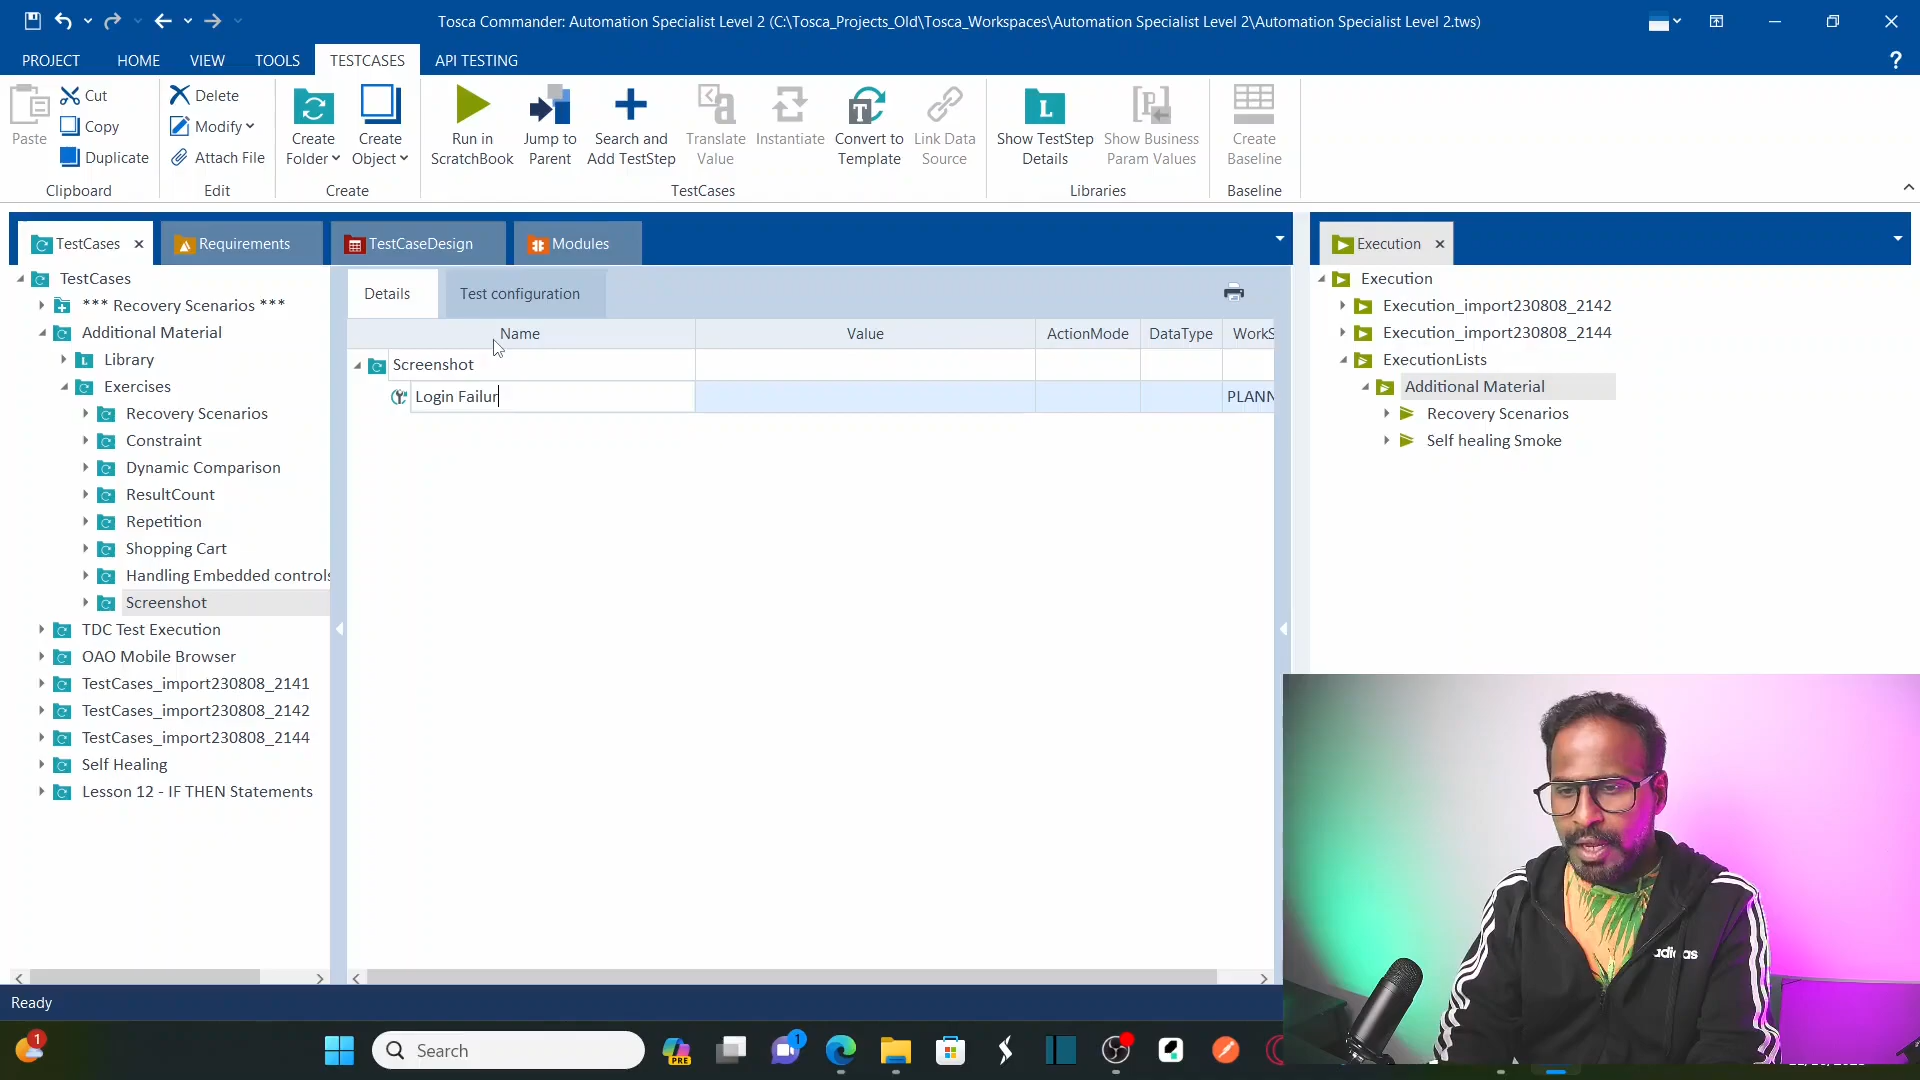 Tosca Commander: Automation Specialist Level 2 (C:\Tosca_Projects_Old\Tosca_Workspaces\Automation Specialist Level 2\Automation Specialist Level 2.tws)
PROJECT HOME VIEW TOOLS TESTCASES API TESTING ?
Paste
Cut
Copy
Duplicate
Clipboard
Delete
Modify
Attach File
Edit
Create Folder
Create Object
Create
Run in ScratchBook
Jump to Parent
Search and Add TestStep
Translate Value
Instantiate
Convert to Template
Link Data Source
TestCases
Show TestStep Details
Show Business Param Values
Libraries
Create Baseline
Baseline
TestCases Requirements TestCaseDesign Modules
TestCases
*** Recovery Scenarios ***
Additional Material
Library
Exercises
Recovery Scenarios
Constraint
Dynamic Comparison
ResultCount
Repetition
Shopping Cart
Handling Embedded controls
Screenshot
TDC Test Execution
OAO Mobile Browser
TestCases_import230808_2141
TestCases_import230808_2142
TestCases_import230808_2144
Self Healing
Lesson 12 - IF THEN Statements
Details Test configuration
Name Value ActionMode DataType WorkS
Screenshot
Login Failur PLANN
Execution
Execution
Execution_import230808_2142
Execution_import230808_2144
ExecutionLists
Additional Material
Recovery Scenarios
Self healing Smoke
adidas
Ready
1
Search
PRE
1